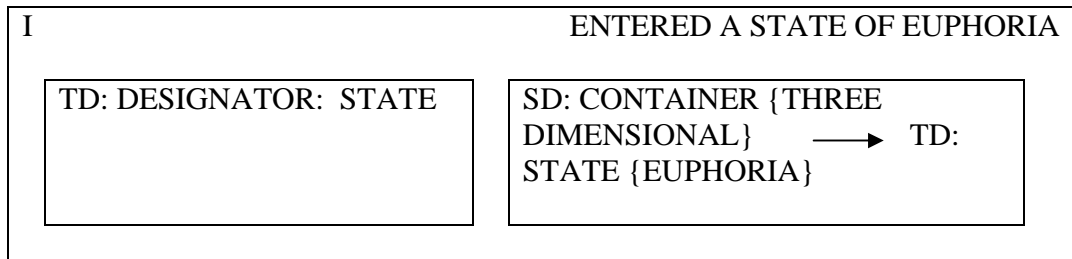 I ENTERED A STATE OF EUPHORIA
TD: DESIGNATOR: STATE
SD: CONTAINER {THREE
DIMENSIONAL} → TD:
STATE {EUPHORIA}